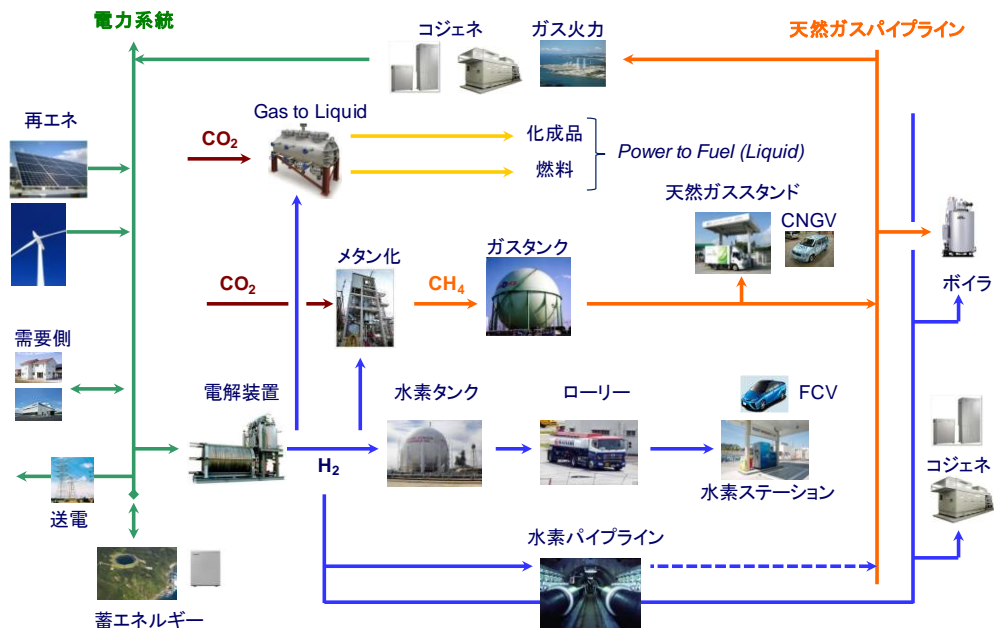 電力系統
コジェネ
ガス火力
天然ガスパイプライン
Gas to Liquid
再エネ
CO2
化成品
燃料
Power to Fuel (Liquid)
天然ガススタンド
CNGV
メタン化
ガスタンク
CO2
CH4
ボイラ
需要側
電解装置
水素タンク
ローリー
FCV
H2
水素ステーション
コジェネ
送電
水素パイプライン
蓄エネルギー